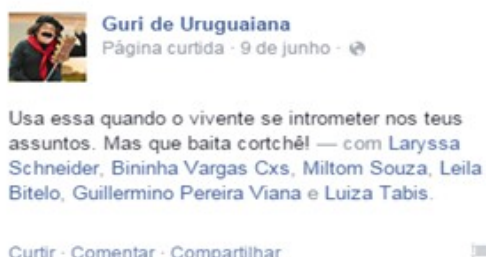 Guri de Uruguaiana
Página curtida · 9 de junho ·
Usa essa quando o vivente se intrometer nos teus
assuntos. Mas que baita cortchê! — com Laryssa
Schneider, Bininha Vargas Cxs, Miltom Souza, Leila
Bitelo, Guillermino Pereira Viana e Luiza Tabis.
Curtir · Comentar · Compartilhar